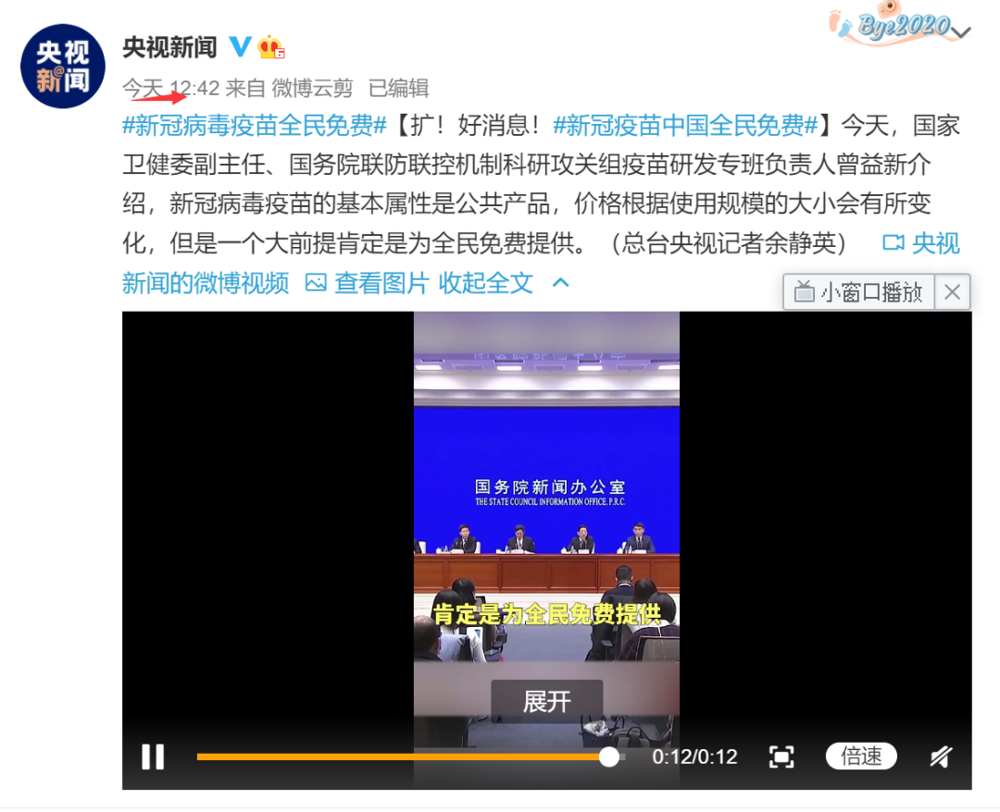 Bye2020
央视
新@闻
央视新闻
今天 12:42 来自 微博云剪 已编辑
#新冠病毒疫苗全民免费#【扩！好消息！#新冠疫苗中国全民免费#】今天，国家
卫健委副主任、国务院联防联控机制科研攻关组疫苗研发专班负责人曾益新介
绍，新冠病毒疫苗的基本属性是公共产品，价格根据使用规模的大小会有所变
化，但是一个大前提肯定是为全民免费提供。（总台央视记者余静英） 央视
新闻的微博视频 查看图片 收起全文
小窗口播放
国务院新闻办公室
THE STATE COUNCIL INFORMATION OFFICE, P.R.C.
肯定是为全民免费提供
展开
0:12/0:12
倍速